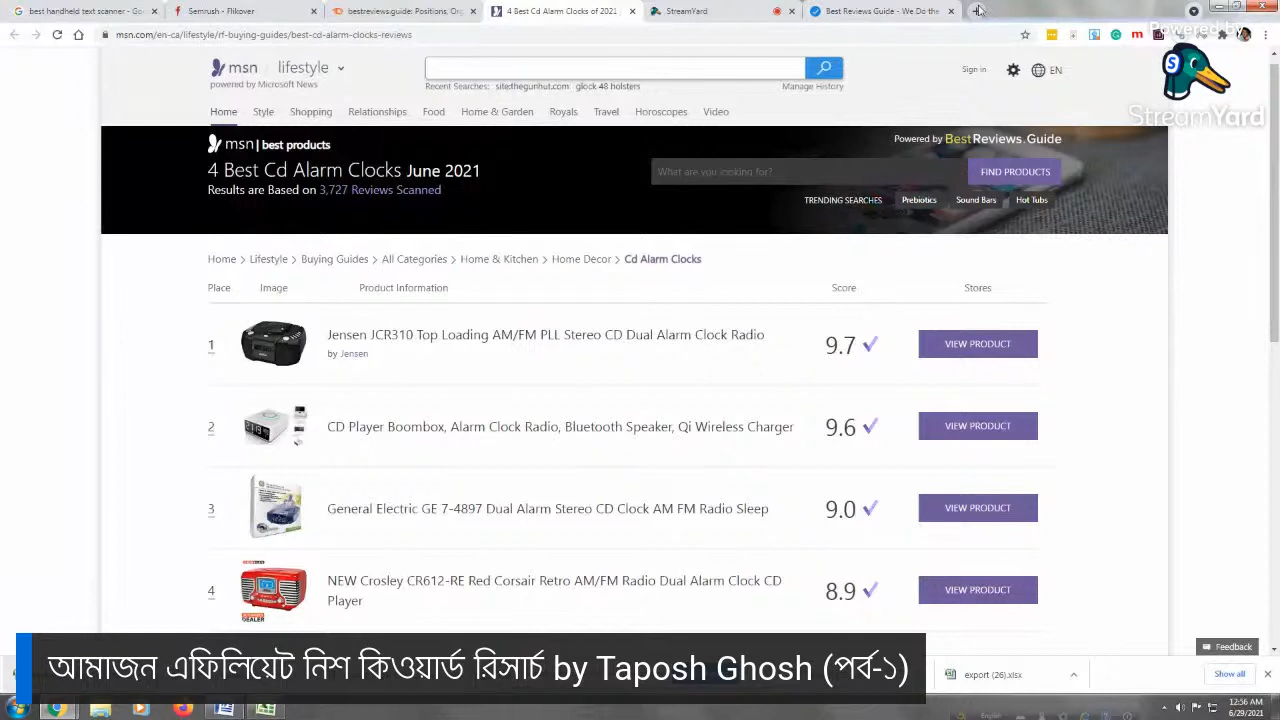 best handheld text scanner - Go
Semrush - Flikover
bestreviewsguide: Positions, Org
4 Best Cd Alarm Clocks of 2021
StreamYard
Best Reviews – We Do the
msn.com/en-ca/lifestyle/rf-buying-guides/best-cd-alarm-clocks-reviews
Powered by
StreamYard
msn lifestyle
powered by Microsoft News
Recent Searches: sitedthegunhut.com glock 48 holsters
Manage History
Sign in
EN
Home Style Shopping Relationships Food Home & Garden Royals Travel Horoscopes Video
msn | best products
Powered by BestReviews.Guide
4 Best Cd Alarm Clocks June 2021
Results are Based on 3,727 Reviews Scanned
What are you looking for?
FIND PRODUCTS
TRENDING SEARCHES Prebiotics Sound Bars Hot Tubs
Home > Lifestyle > Buying Guides > All Categories > Home & Kitchen > Home Décor > Cd Alarm Clocks
Place Image Product Information Score Stores
1 Jensen JCR310 Top Loading AM/FM PLL Stereo CD Dual Alarm Clock Radio
by Jensen
9.7 VIEW PRODUCT
2 CD Player Boombox, Alarm Clock Radio, Bluetooth Speaker, Qi Wireless Charger 9.6 VIEW PRODUCT
3 General Electric GE 7-4897 Dual Alarm Stereo CD Clock AM FM Radio Sleep 9.0 VIEW PRODUCT
4 NEW Crosley CR612-RE Red Corsair Retro AM/FM Radio Dual Alarm Clock CD
Player
8.9 VIEW PRODUCT
Feedback
আমাজন এফিলিয়েট নিশ কিওয়ার্ড রিসার্চ by Taposh Ghosh (পর্ব-১)
export (26).xlsx
Show all
English
12:56 AM
6/29/2021